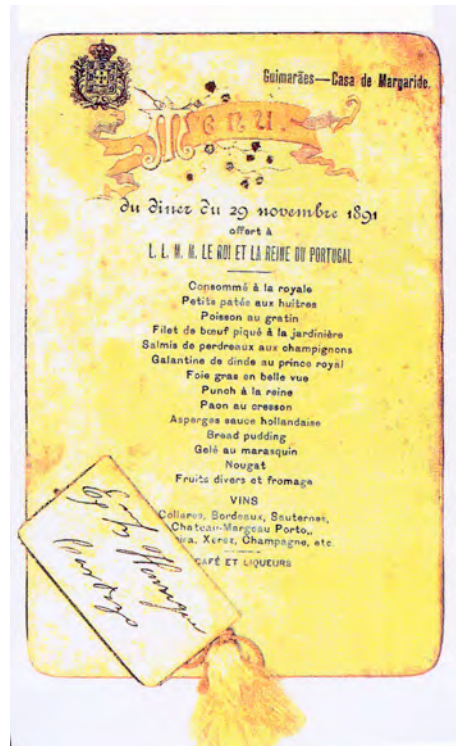 Guimarães—Casa de Margaride.
Menu.
du diner du 29 novembre 1891
offert à
L. L. M. M. LE ROI ET LA REINE DU PORTUGAL
Consommé à la royale
Petits patés aux huitres
Poisson au gratin
Filet de bœuf piqué à la jardinière
Salmis de perdreaux aux champignons
Galantine de dinde au prince royal
Foie gras en belle vue
Punch à la reine
Paon au cresson
Asperges sauce hollandaise
Bread pudding
Gelé au marasquin
Nougat
Fruits divers et fromage
VINS
Collares, Bordeaux, Sauternes,
Chateau-Margeau Porto,,
Xerez, Champagne, etc.
CAFÉ ET LIQUEURS
Henrique
Cardozo